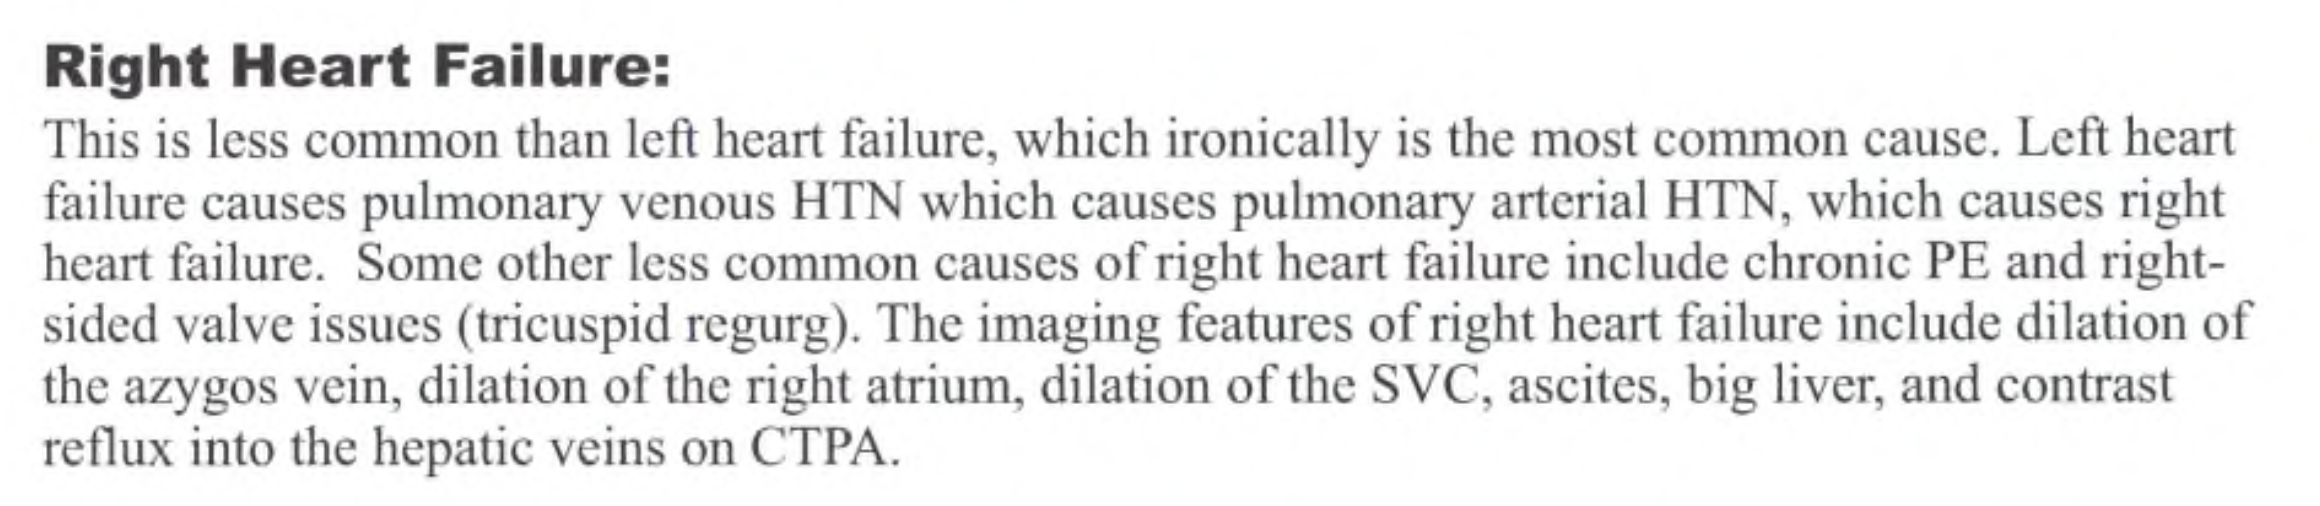 Right Heart Failure:
This is less common than left heart failure, which ironically is the most common cause. Left heart
failure causes pulmonary venous HTN which causes pulmonary arterial HTN, which causes right
heart failure.  Some other less common causes of right heart failure include chronic PE and right-
sided valve issues (tricuspid regurg). The imaging features of right heart failure include dilation of
the azygos vein, dilation of the right atrium, dilation of the SVC, ascites, big liver, and contrast
reflux into the hepatic veins on CTPA.